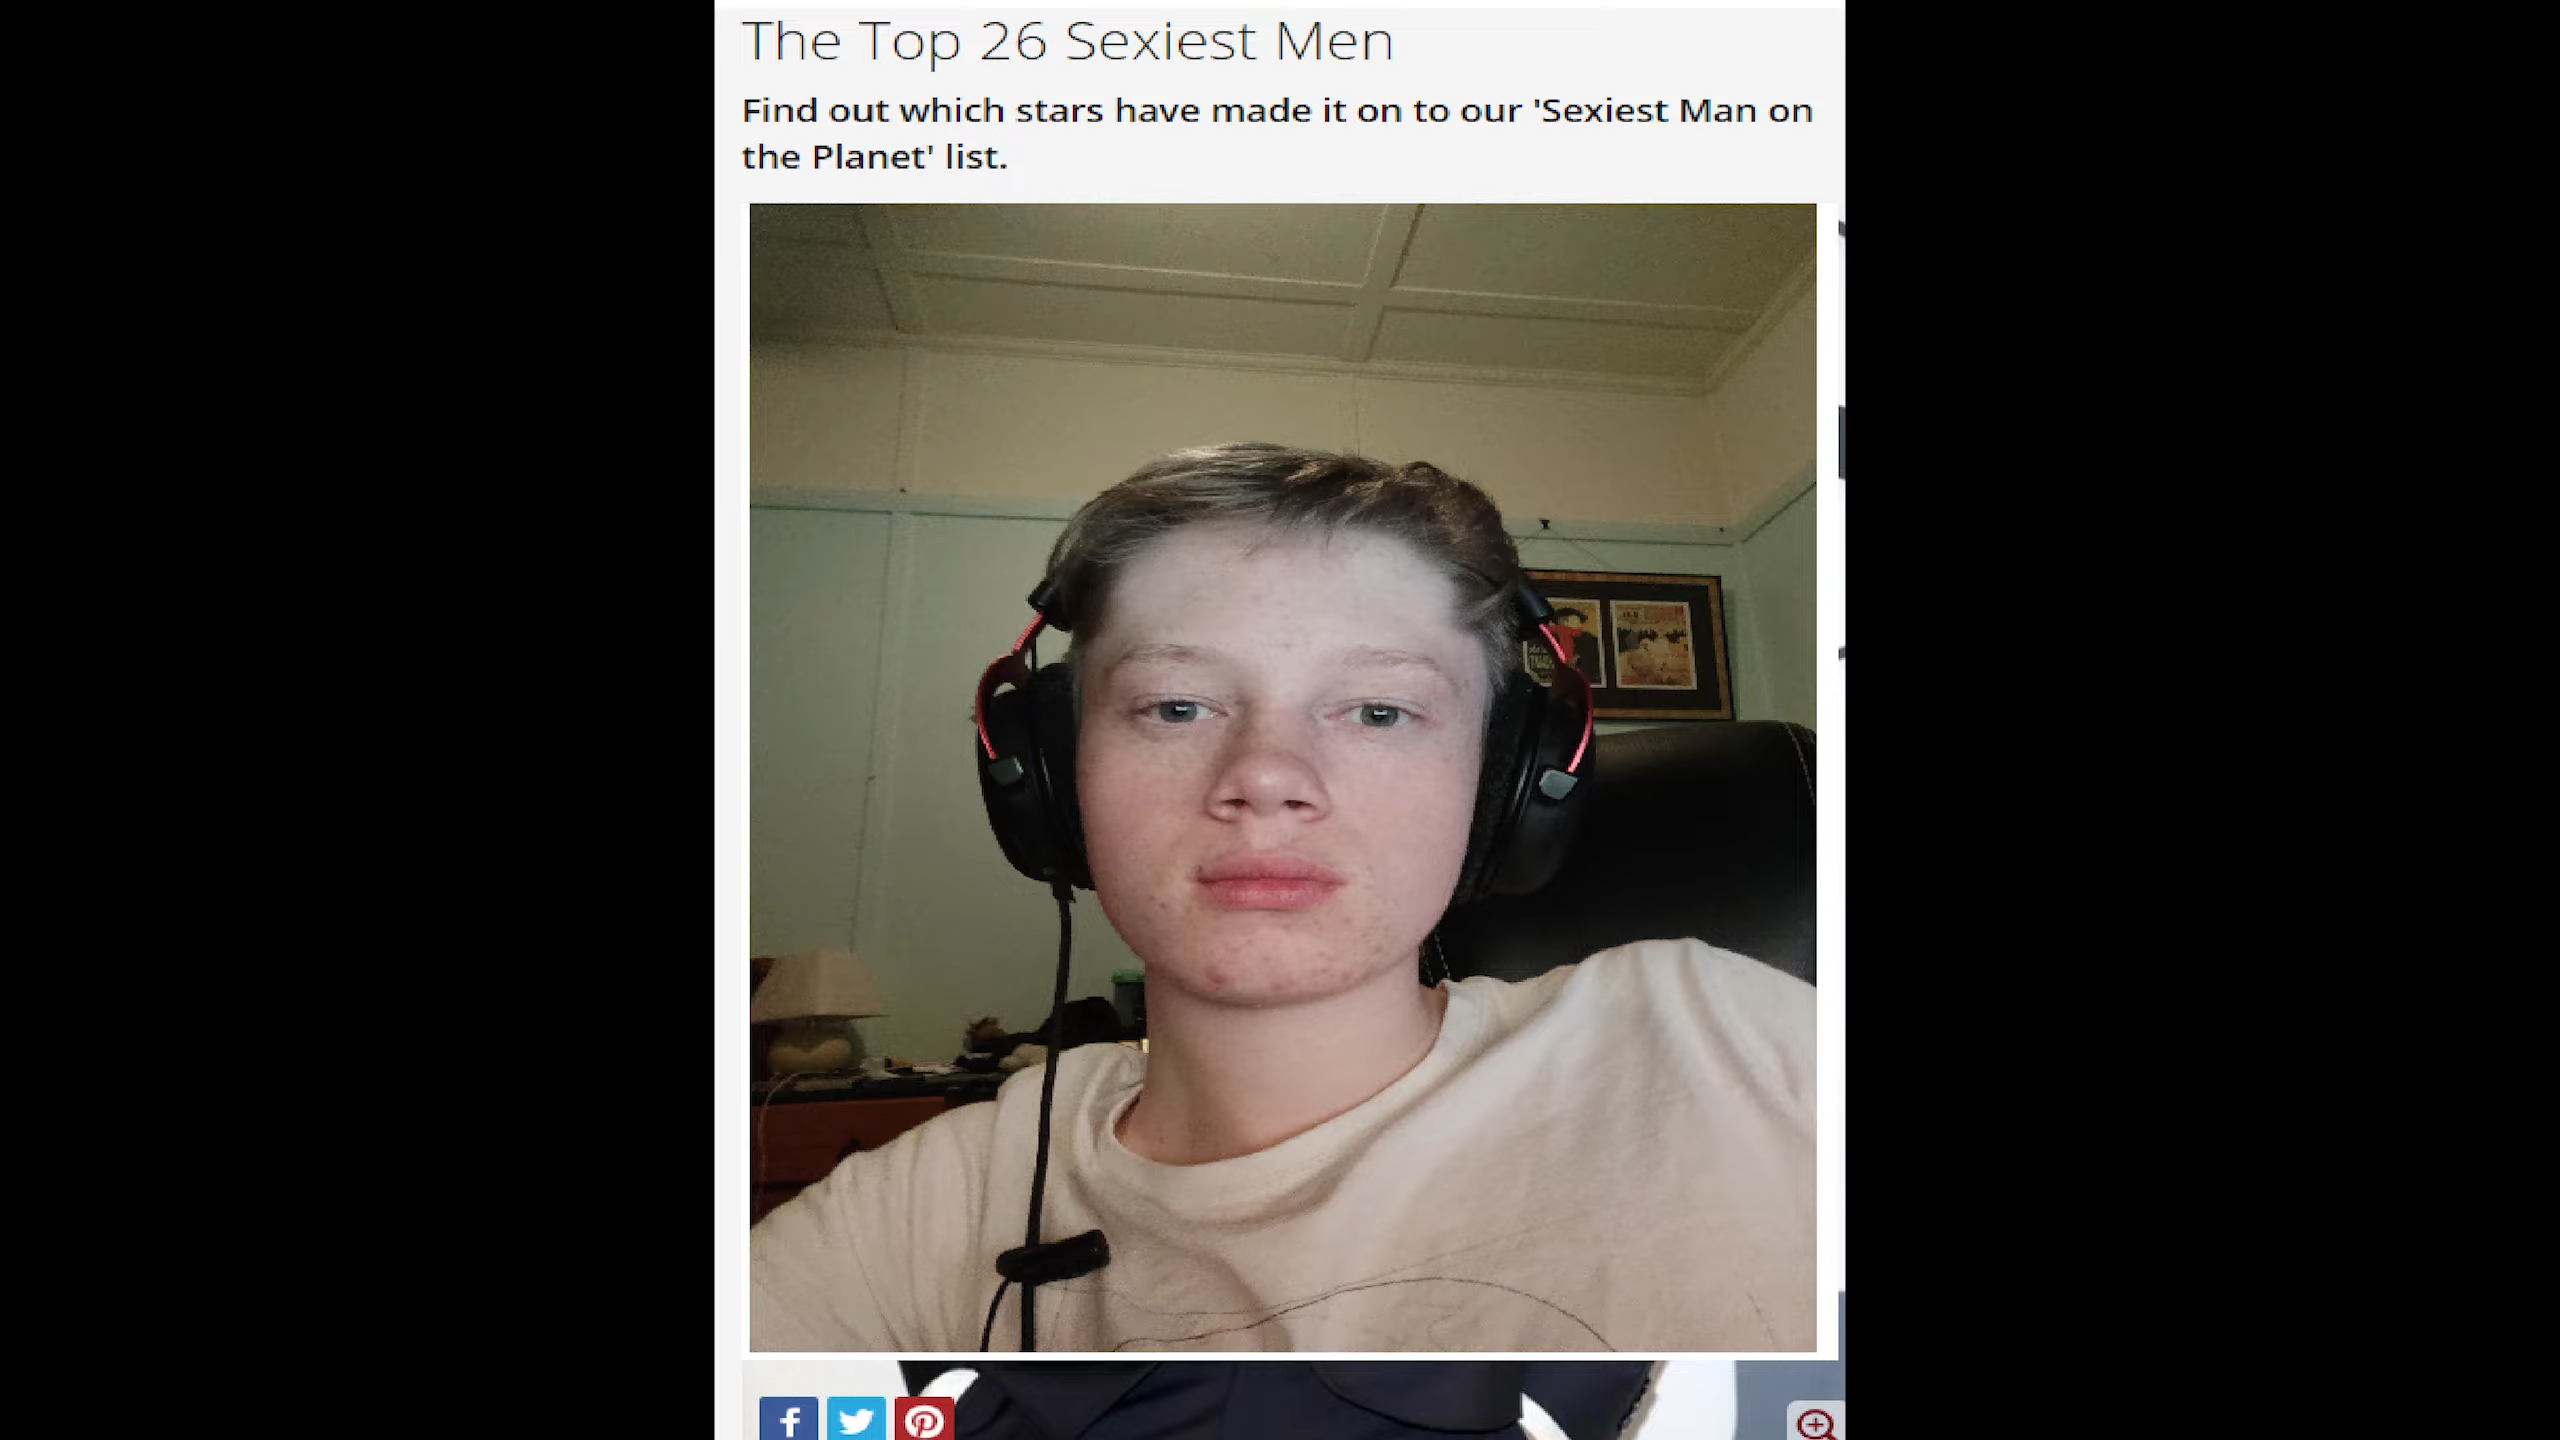 The Top 26 Sexiest Men
Find out which stars have made it on to our 'Sexiest Man on
the Planet' list.